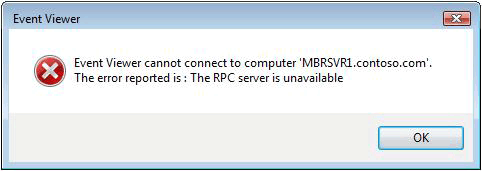 Event Viewer
Event Viewer cannot connect to computer 'MBRSVR1.contoso.com'.
The error reported is : The RPC server is unavailable
OK